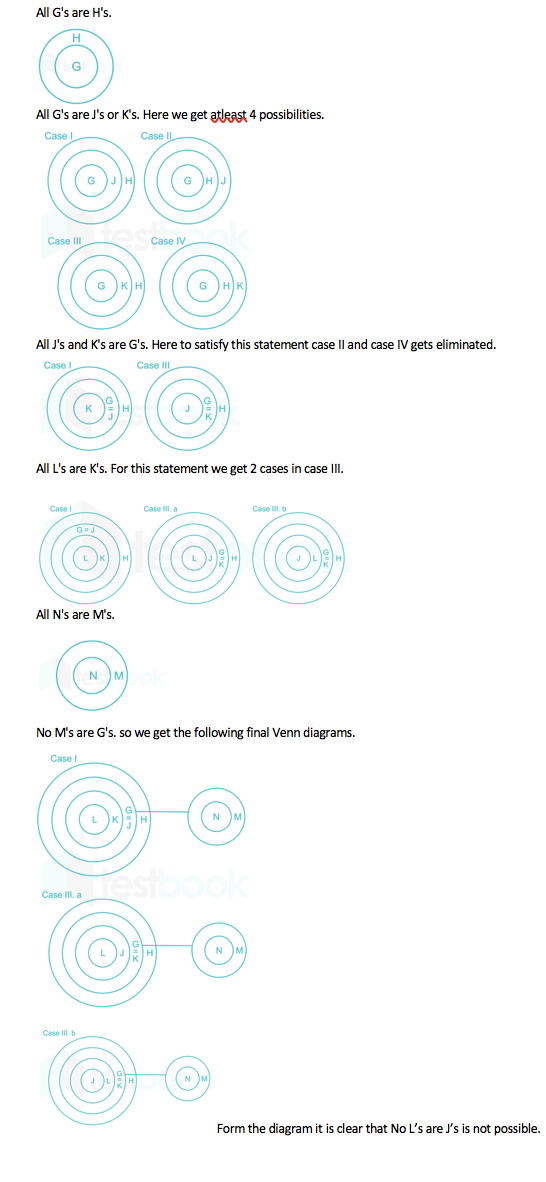 All G's are H's.
H
G
All G's are J's or K's. Here we get atleast 4 possibilities.
Case I Case II
G J H G H J
testbook
Case III Case IV
G K H G H K
All J's and K's are G's. Here to satisfy this statement case II and case IV gets eliminated.
Case I Case III
K G = J H J G = K H
All L's are K's. For this statement we get 2 cases in case III.
Case I Case III. a Case III. b
G = J
L K H L J G = K H J L G = K H
All N's are M's.
N M
No M's are G's. so we get the following final Venn diagrams.
Case I
L K G = J H N M
testbook
Case III. a
L J G = K H N M
Case III. b
J L G = K H N M
Form the diagram it is clear that No L's are J's is not possible.